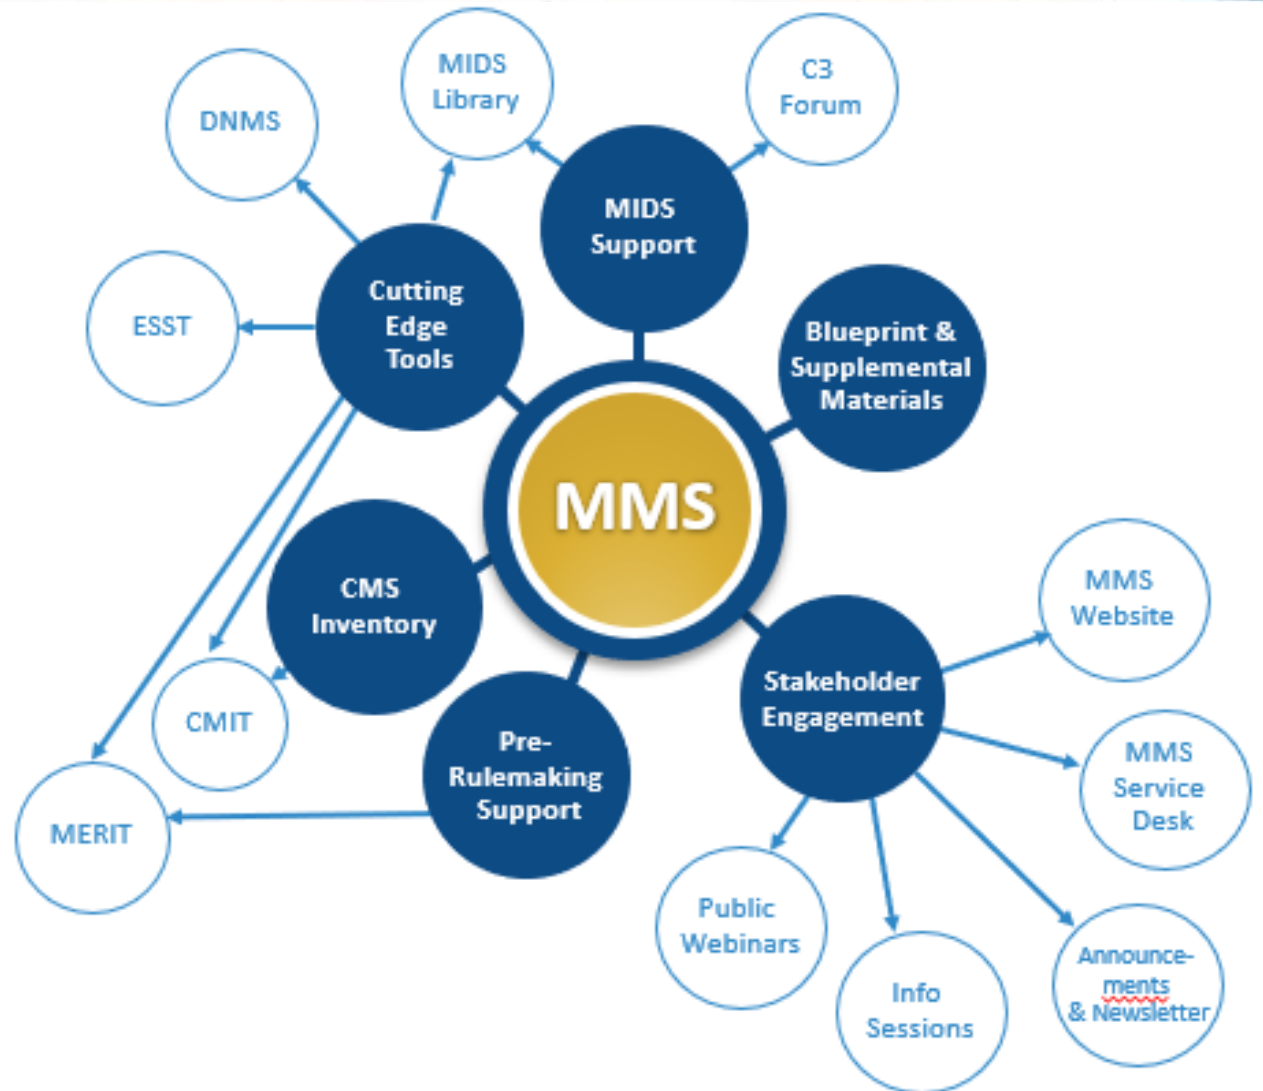 MIDS
Library
C3
Forum
DNMS
MIDS
Support
Cutting
Edge
Tools
ESST
Blueprint &
Supplemental
Materials
MMS
CMS
Inventory
MMS
Website
Stakeholder
Engagement
CMIT
Pre-
Rulemaking
Support
MMS
Service
Desk
MERIT
Public
Webinars
Announce-
ments
& Newsletter
Info
Sessions